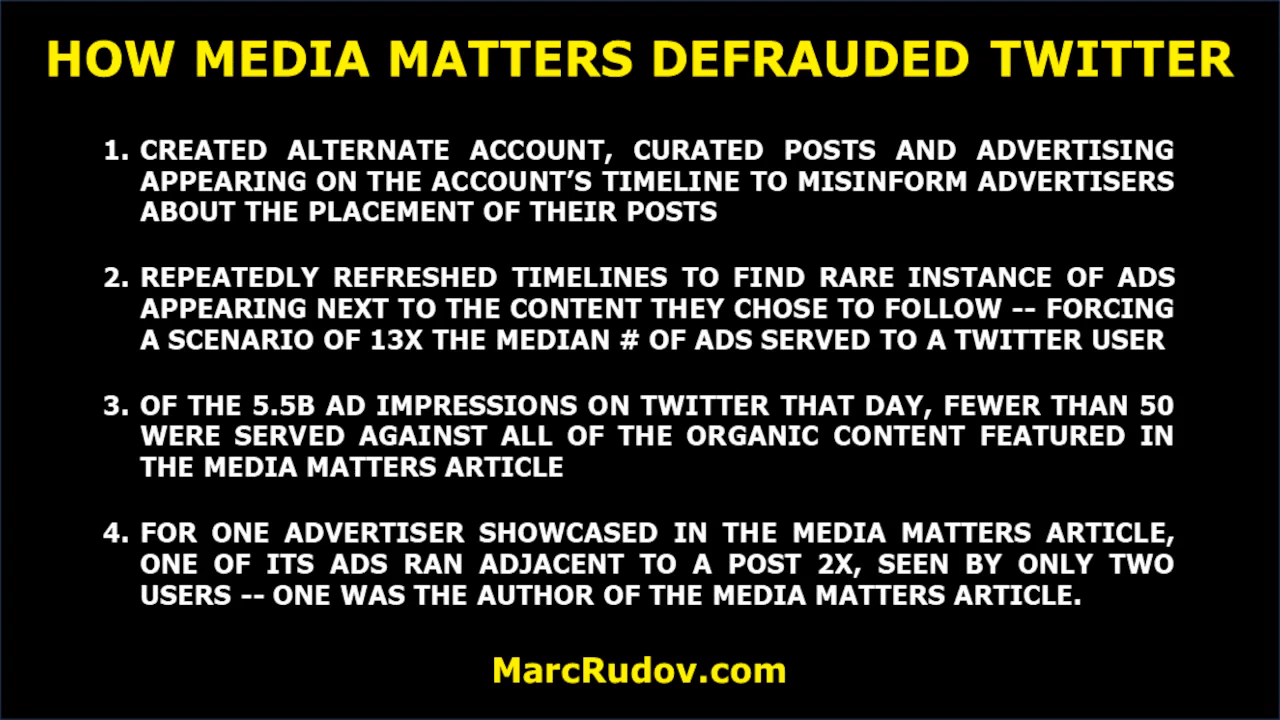 HOW MEDIA MATTERS DEFRAUDED TWITTER
1. CREATED ALTERNATE ACCOUNT, CURATED POSTS AND ADVERTISING
APPEARING ON THE ACCOUNT’S TIMELINE TO MISINFORM ADVERTISERS
ABOUT THE PLACEMENT OF THEIR POSTS
2. REPEATEDLY REFRESHED TIMELINES TO FIND RARE INSTANCE OF ADS
APPEARING NEXT TO THE CONTENT THEY CHOSE TO FOLLOW -- FORCING
A SCENARIO OF 13X THE MEDIAN # OF ADS SERVED TO A TWITTER USER
3. OF THE 5.5B AD IMPRESSIONS ON TWITTER THAT DAY, FEWER THAN 50
WERE SERVED AGAINST ALL OF THE ORGANIC CONTENT FEATURED IN
THE MEDIA MATTERS ARTICLE
4. FOR ONE ADVERTISER SHOWCASED IN THE MEDIA MATTERS ARTICLE,
ONE OF ITS ADS RAN ADJACENT TO A POST 2X, SEEN BY ONLY TWO
USERS -- ONE WAS THE AUTHOR OF THE MEDIA MATTERS ARTICLE.
MarcRudov.com